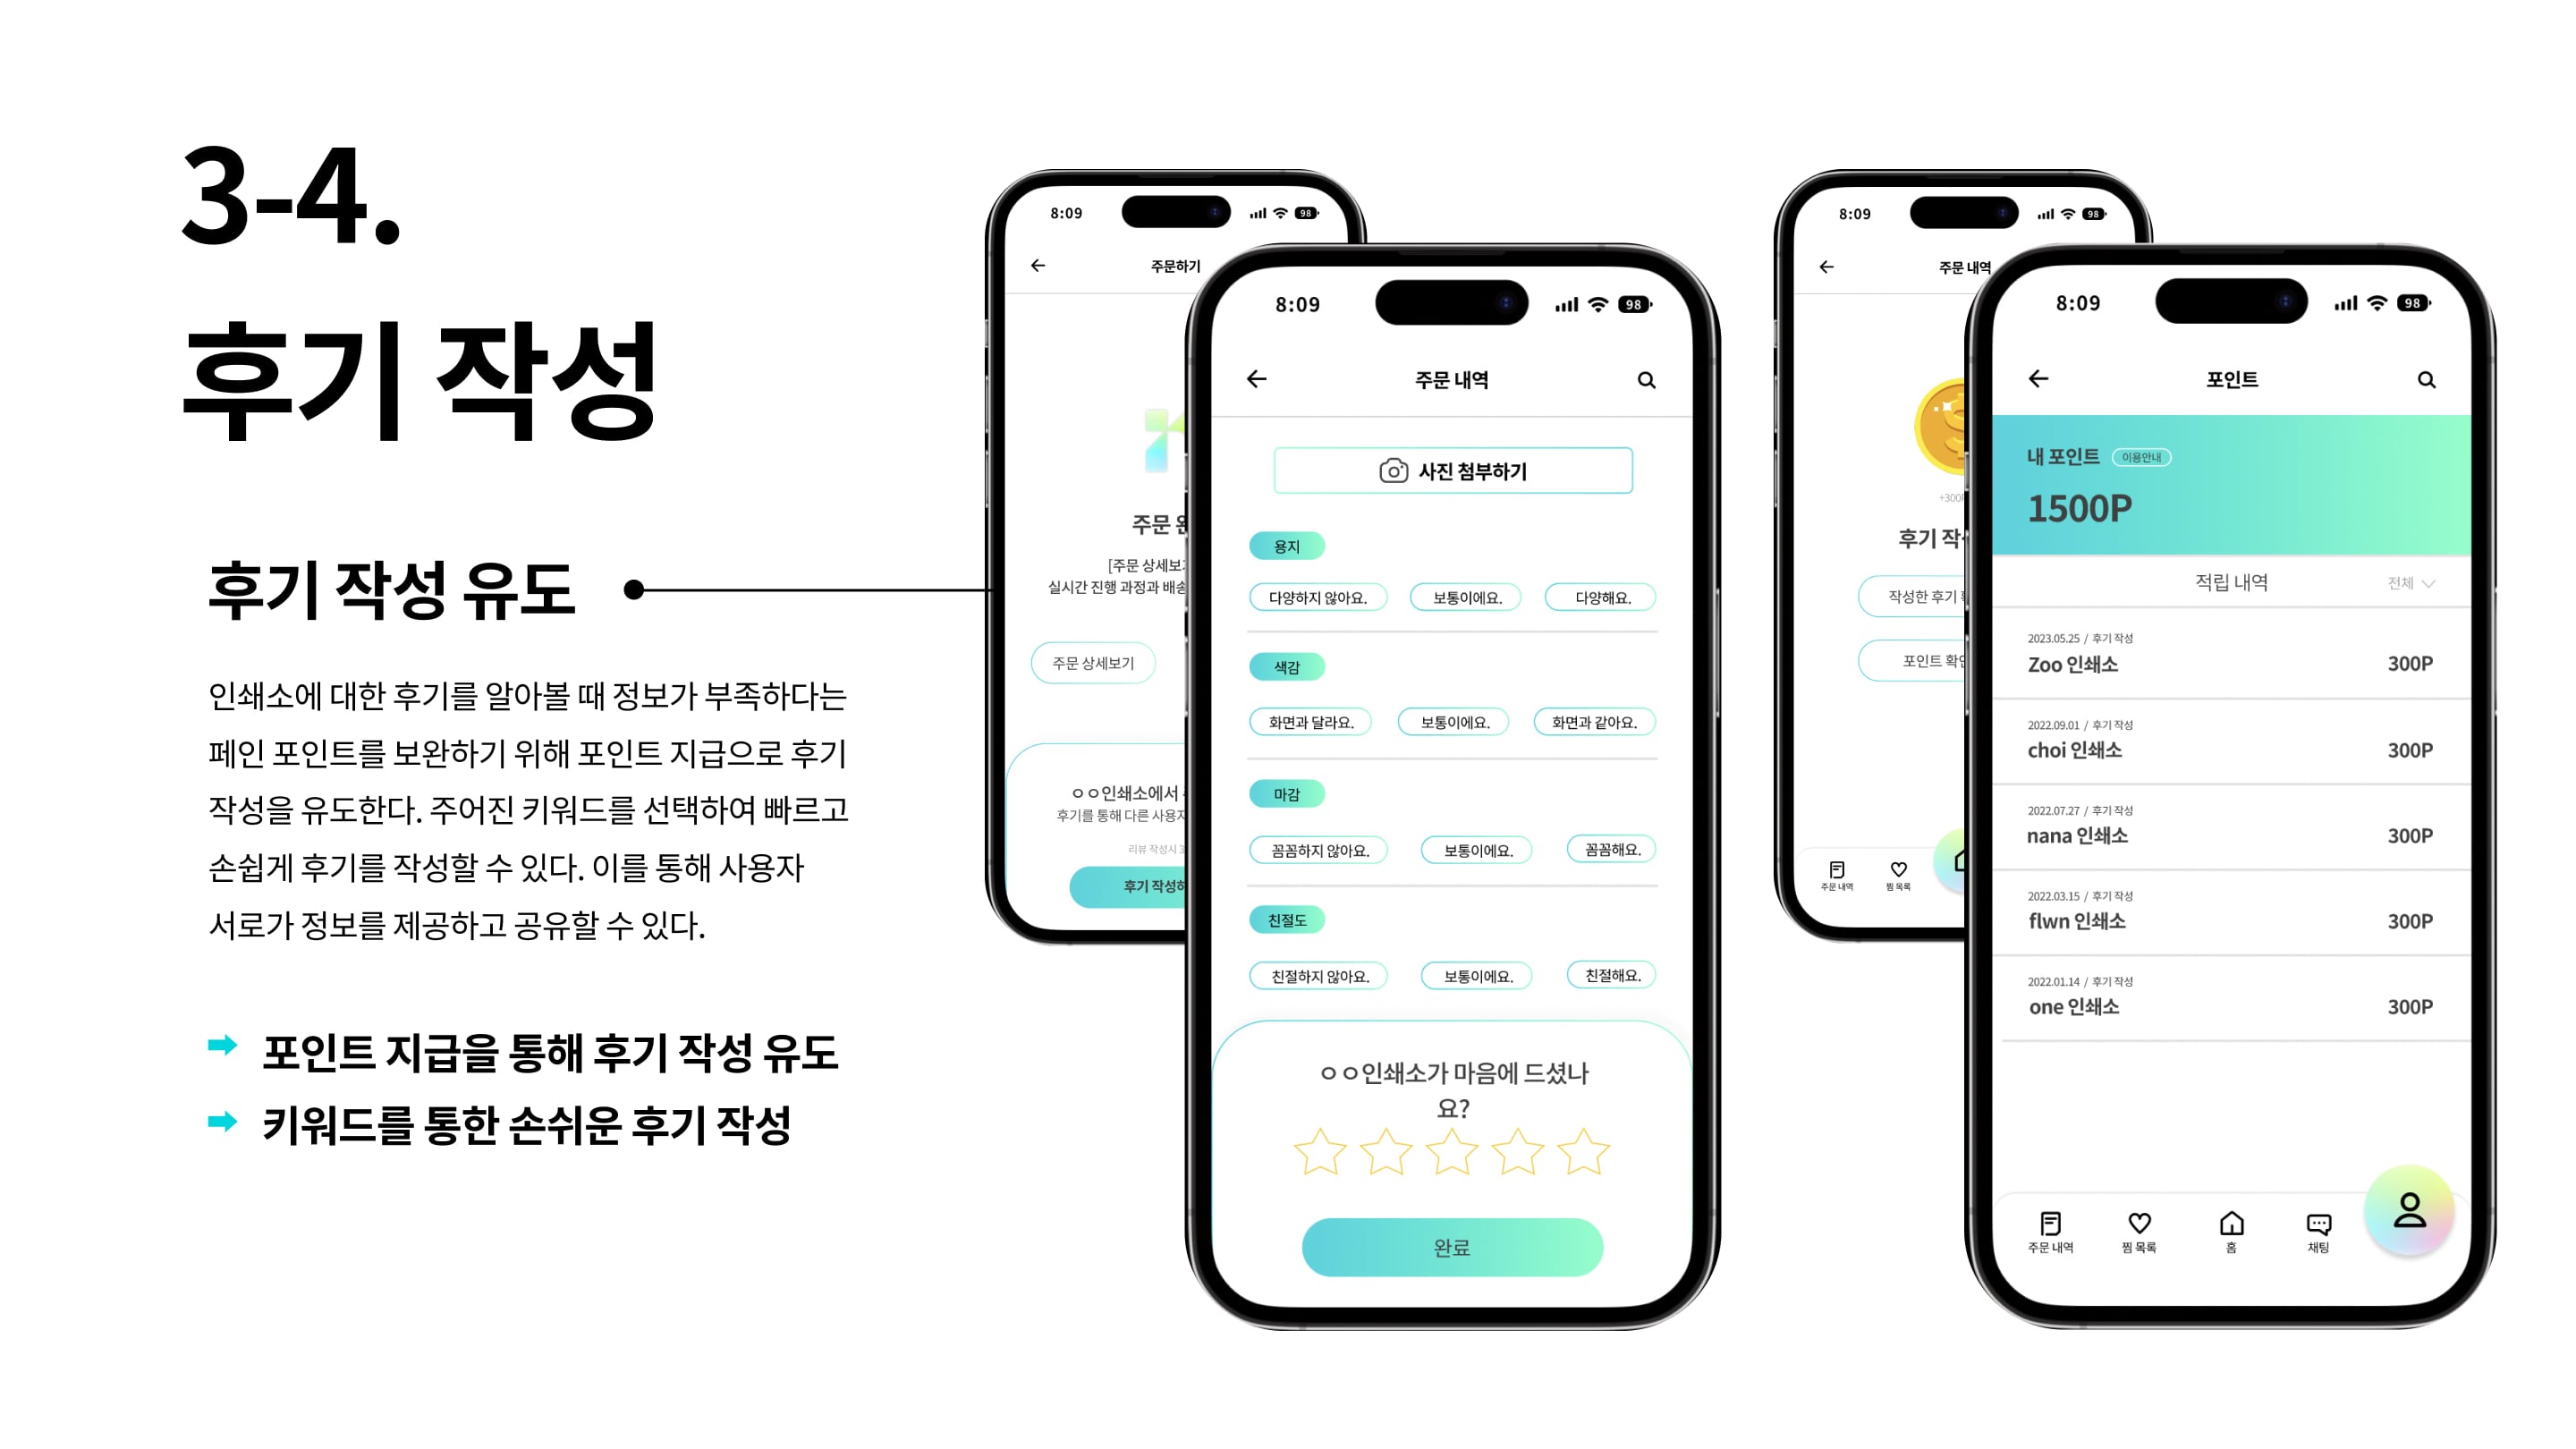 3-4.
후기 작성
후기 작성 유도
인쇄소에 대한 후기를 알아볼 때 정보가 부족하다는
페인 포인트를 보완하기 위해 포인트 지급으로 후기
작성을 유도한다. 주어진 키워드를 선택하여 빠르고
손쉽게 후기를 작성할 수 있다. 이를 통해 사용자
서로가 정보를 제공하고 공유할 수 있다.
포인트 지급을 통해 후기 작성 유도
키워드를 통한 손쉬운 후기 작성
8:09
98
주문하기
주문
[주문 상세보기
실시간 진행 과정과 배송
주문 상세보기
ㅇㅇ인쇄소에서
후기를 통해 다른 사용자
리뷰 작성시
후기 작성하
8:09
98
주문 내역
사진 첨부하기
용지
다양하지 않아요. 보통이에요. 다양해요.
색감
화면과 달라요. 보통이에요. 화면과 같아요.
마감
꼼꼼하지 않아요. 보통이에요. 꼼꼼해요.
친절도
친절하지 않아요. 보통이에요. 친절해요.
ㅇㅇ인쇄소가 마음에 드셨나
요?
완료
8:09
98
주문 내역
+300
후기 작
작성한 후기
포인트 확인
주문 내역 찜 목록
8:09
98
포인트
내 포인트 이용안내
1500P
적립 내역 전체
2023.05.25 / 후기 작성
Zoo 인쇄소 300P
2022.09.01 / 후기 작성
choi 인쇄소 300P
2022.07.27 / 후기 작성
nana 인쇄소 300P
2022.03.15 / 후기 작성
flwn 인쇄소 300P
2022.01.14 / 후기 작성
one 인쇄소 300P
주문 내역 찜 목록 홈 채팅